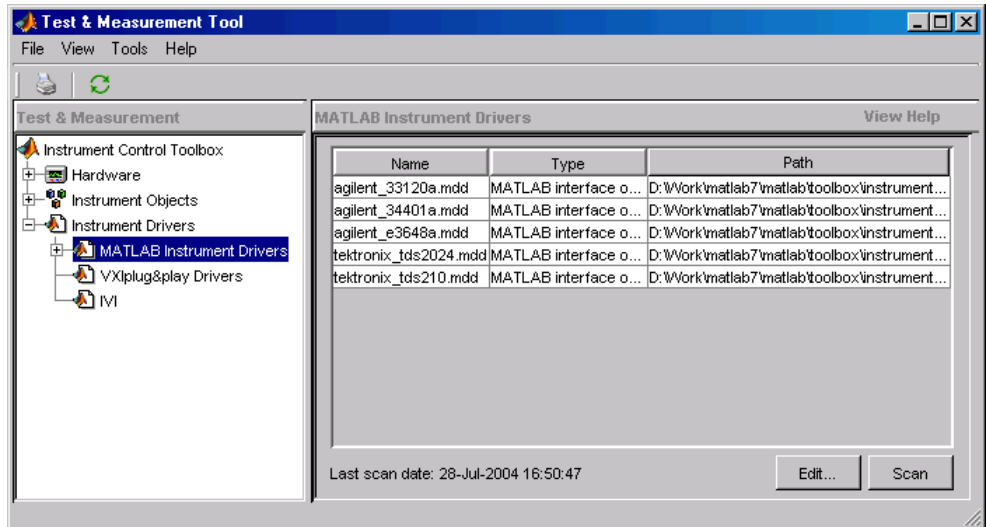 Test & Measurement Tool
File View Tools Help
Test & Measurement
Instrument Control Toolbox
Hardware
Instrument Objects
Instrument Drivers
MATLAB Instrument Drivers
VXIplug&play Drivers
IVI
MATLAB Instrument Drivers View Help
Name Type Path
agilent_33120a.mdd MATLAB interface o... D:\Work\matlab7\matlab\toolbox\instrument...
agilent_34401a.mdd MATLAB interface o... D:\Work\matlab7\matlab\toolbox\instrument...
agilent_e3648a.mdd MATLAB interface o... D:\Work\matlab7\matlab\toolbox\instrument...
tektronix_tds2024.mdd MATLAB interface o... D:\Work\matlab7\matlab\toolbox\instrument...
tektronix_tds210.mdd MATLAB interface o... D:\Work\matlab7\matlab\toolbox\instrument...
Last scan date: 28-Jul-2004 16:50:47 Edit... Scan